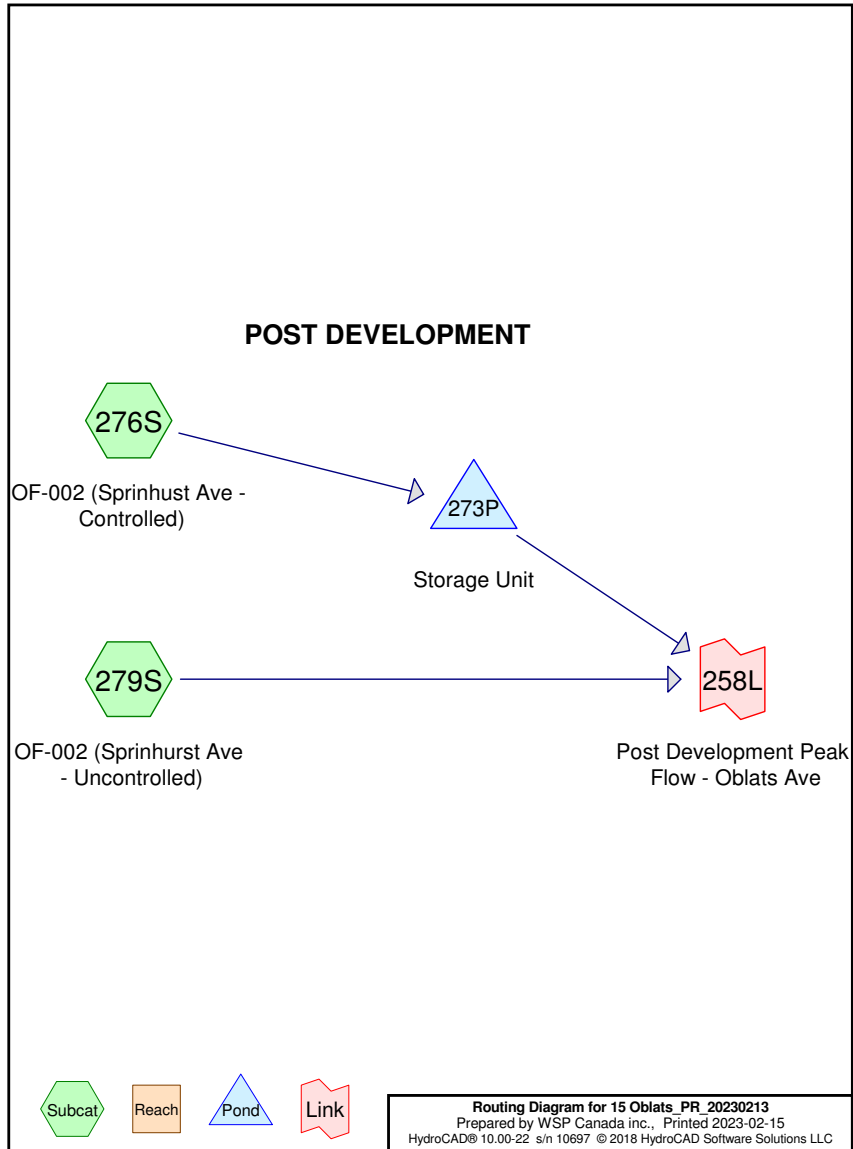 POST DEVELOPMENT
276S
OF-002 (Sprinhust Ave -
Controlled)
273P
Storage Unit
279S
OF-002 (Sprinhurst Ave
- Uncontrolled)
258L
Post Development Peak
Flow - Oblats Ave
Subcat
Reach
Pond
Link
Routing Diagram for 15 Oblats_PR_20230213
Prepared by WSP Canada inc., Printed 2023-02-15
HydroCAD® 10.00-22 s/n 10697 © 2018 HydroCAD Software Solutions LLC